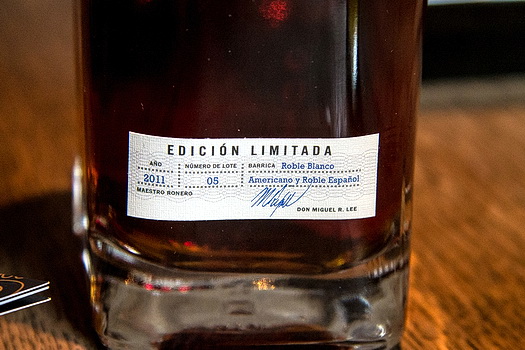 EDICIÓN LIMITADA
AÑO NÚMERO DE LOTE BARRICA Roble Blanco
2011 05 Americano y Roble Español
MAESTRO RONERO
DON MIGUEL R. LEE